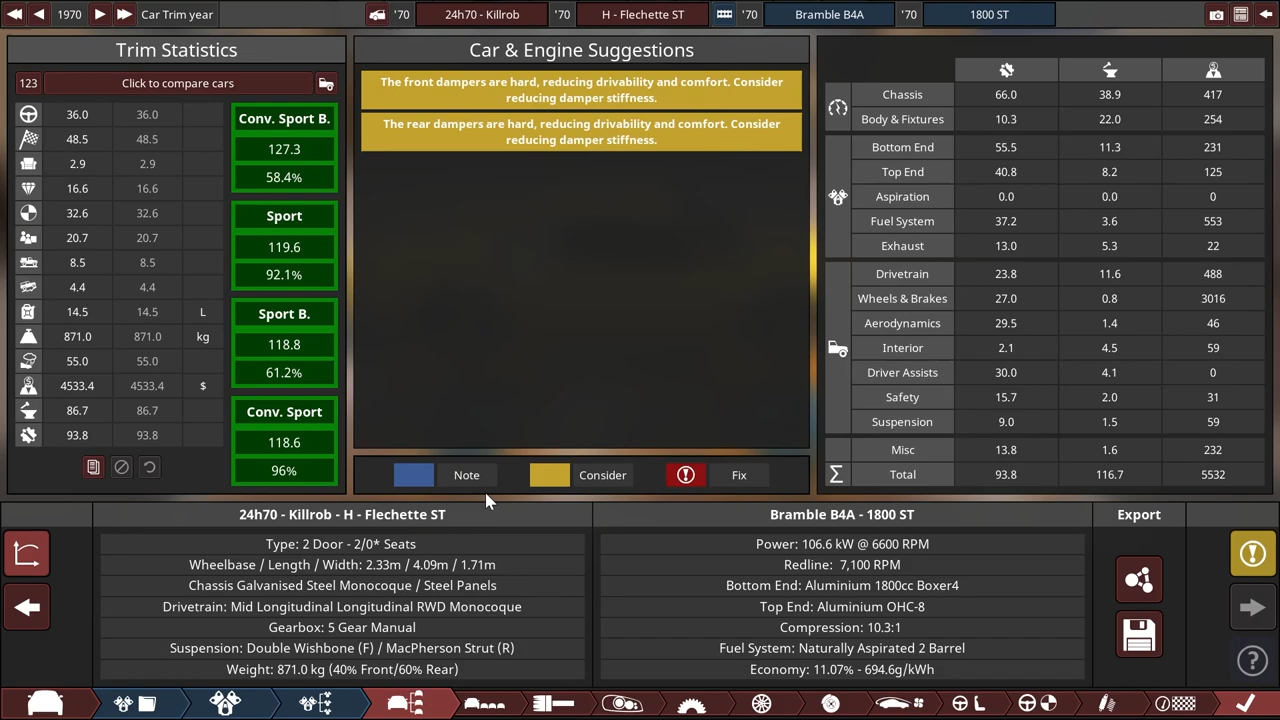 1970 Car Trim year '70 24h70 - Killrob '70 H - Flechette ST '70 Bramble B4A '70 1800 ST
Trim Statistics
123 Click to compare cars
36.0 36.0
48.5 48.5
2.9 2.9
16.6 16.6
32.6 32.6
20.7 20.7
8.5 8.5
4.4 4.4
14.5 14.5 L
871.0 871.0 kg
55.0 55.0
4533.4 4533.4 $
86.7 86.7
93.8 93.8
Conv. Sport B.
127.3
58.4%
Sport
119.6
92.1%
Sport B.
118.8
61.2%
Conv. Sport
118.6
96%
Car & Engine Suggestions
The front dampers are hard, reducing drivability and comfort. Consider
reducing damper stiffness.
The rear dampers are hard, reducing drivability and comfort. Consider
reducing damper stiffness.
Note Consider Fix
Chassis 66.0 38.9 417
Body & Fixtures 10.3 22.0 254
Bottom End 55.5 11.3 231
Top End 40.8 8.2 125
Aspiration 0.0 0.0 0
Fuel System 37.2 3.6 553
Exhaust 13.0 5.3 22
Drivetrain 23.8 11.6 488
Wheels & Brakes 27.0 0.8 3016
Aerodynamics 29.5 1.4 46
Interior 2.1 4.5 59
Driver Assists 30.0 4.1 0
Safety 15.7 2.0 31
Suspension 9.0 1.5 59
Misc 13.8 1.6 232
Σ Total 93.8 116.7 5532
24h70 - Killrob - H - Flechette ST
Type: 2 Door - 2/0* Seats
Wheelbase / Length / Width: 2.33m / 4.09m / 1.71m
Chassis Galvanised Steel Monocoque / Steel Panels
Drivetrain: Mid Longitudinal Longitudinal RWD Monocoque
Gearbox: 5 Gear Manual
Suspension: Double Wishbone (F) / MacPherson Strut (R)
Weight: 871.0 kg (40% Front/60% Rear)
Bramble B4A - 1800 ST
Power: 106.6 kW @ 6600 RPM
Redline: 7,100 RPM
Bottom End: Aluminium 1800cc Boxer4
Top End: Aluminium OHC-8
Compression: 10.3:1
Fuel System: Naturally Aspirated 2 Barrel
Economy: 11.07% - 694.6g/kWh
Export